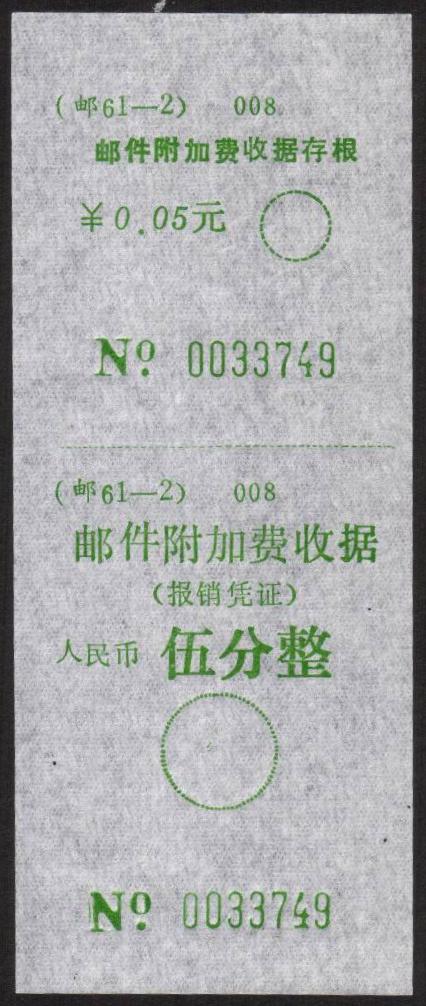 （邮61—2） 008
邮件附加费收据存根
￥0.05元
No 0033749
（邮61—2） 008
邮件附加费收据
（报销凭证）
人民币 伍分整
No 0033749